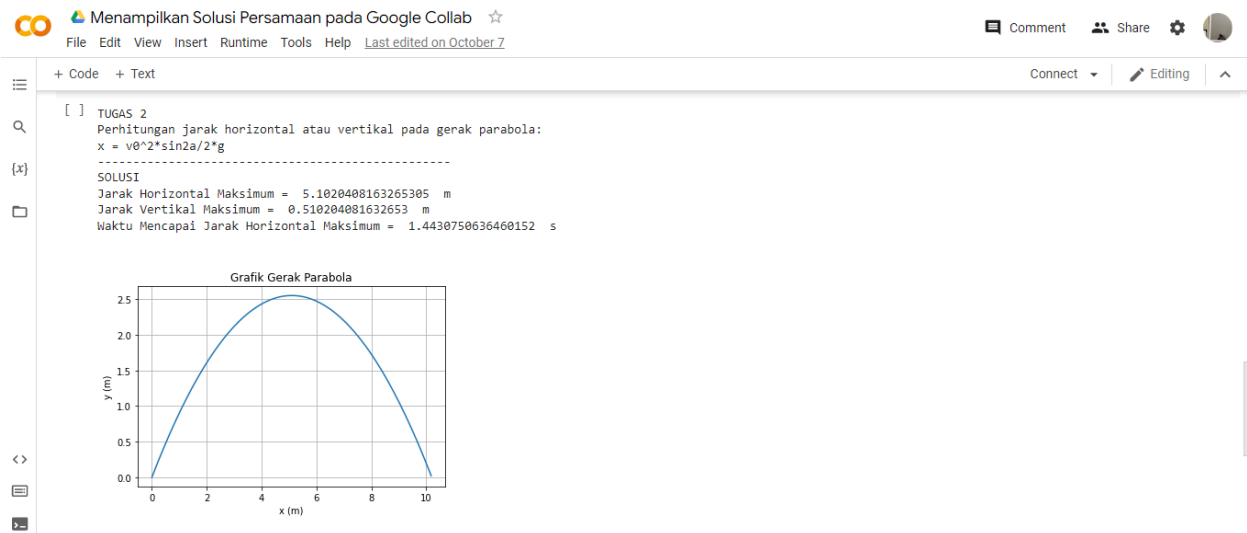 Menampilkan Solusi Persamaan pada Google Collab
File Edit View Insert Runtime Tools Help Last edited on October 7
Comment
Share
+ Code + Text
Connect
Editing
{x}
[ ]
TUGAS 2
Perhitungan jarak horizontal atau vertikal pada gerak parabola:
x = v0^2*sin2a/2*g
--------------------------------------------------
SOLUSI
Jarak Horizontal Maksimum =  5.1020408163265305  m
Jarak Vertikal Maksimum =  0.510204081632653  m
Waktu Mencapai Jarak Horizontal Maksimum =  1.4430750636460152  s
Grafik Gerak Parabola
2.5
2.0
1.5
1.0
0.5
0.0
y (m)
0 2 4 6 8 10
x (m)